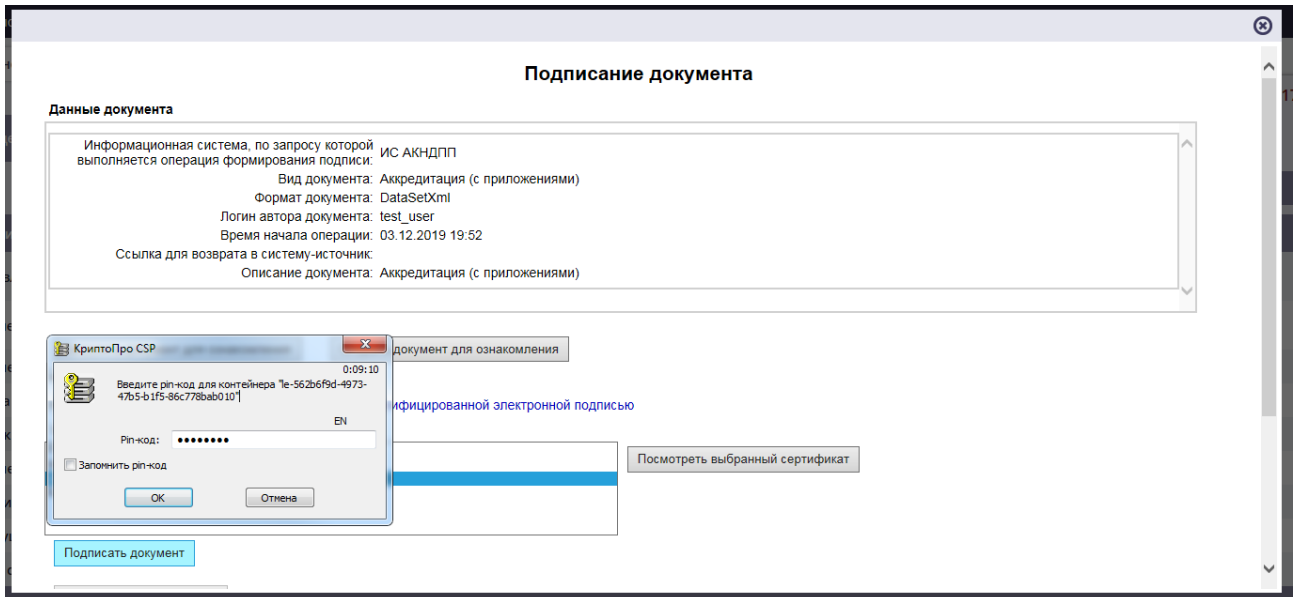 Подписание документа
Данные документа
Информационная система, по запросу которой
выполняется операция формирования подписи: ИС АКНДПП
Вид документа: Аккредитация (с приложениями)
Формат документа: DataSetXml
Логин автора документа: test_user
Время начала операции: 03.12.2019 19:52
Ссылка для возврата в систему-источник:
Описание документа: Аккредитация (с приложениями)
КриптоПро CSP
документ для ознакомления
0:09:10
Введите pin-код для контейнера "le-562b6f9d-4973-
47b5-b1f5-86c778bab010"
ифицированной электронной подписью
EN
Pin-код: ••••••••
Запомнить pin-код
Посмотреть выбранный сертификат
OK
Отмена
Подписать документ